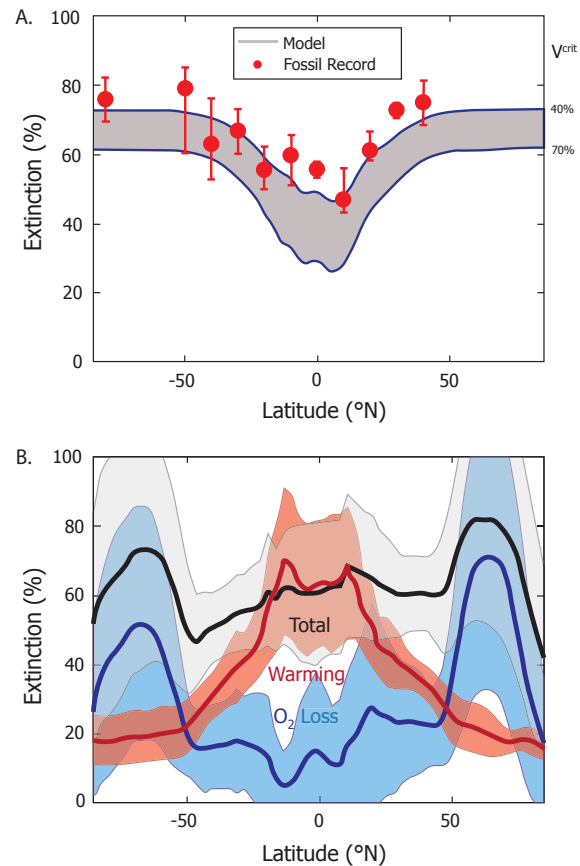 A.
Model
Fossil Record
V^crit
40%
70%
100
80
60
40
20
0
Extinction (%)
-50
0
50
Latitude (°N)
B.
100
80
60
40
20
0
Extinction (%)
Total
Warming
O₂ Loss
-50
0
50
Latitude (°N)